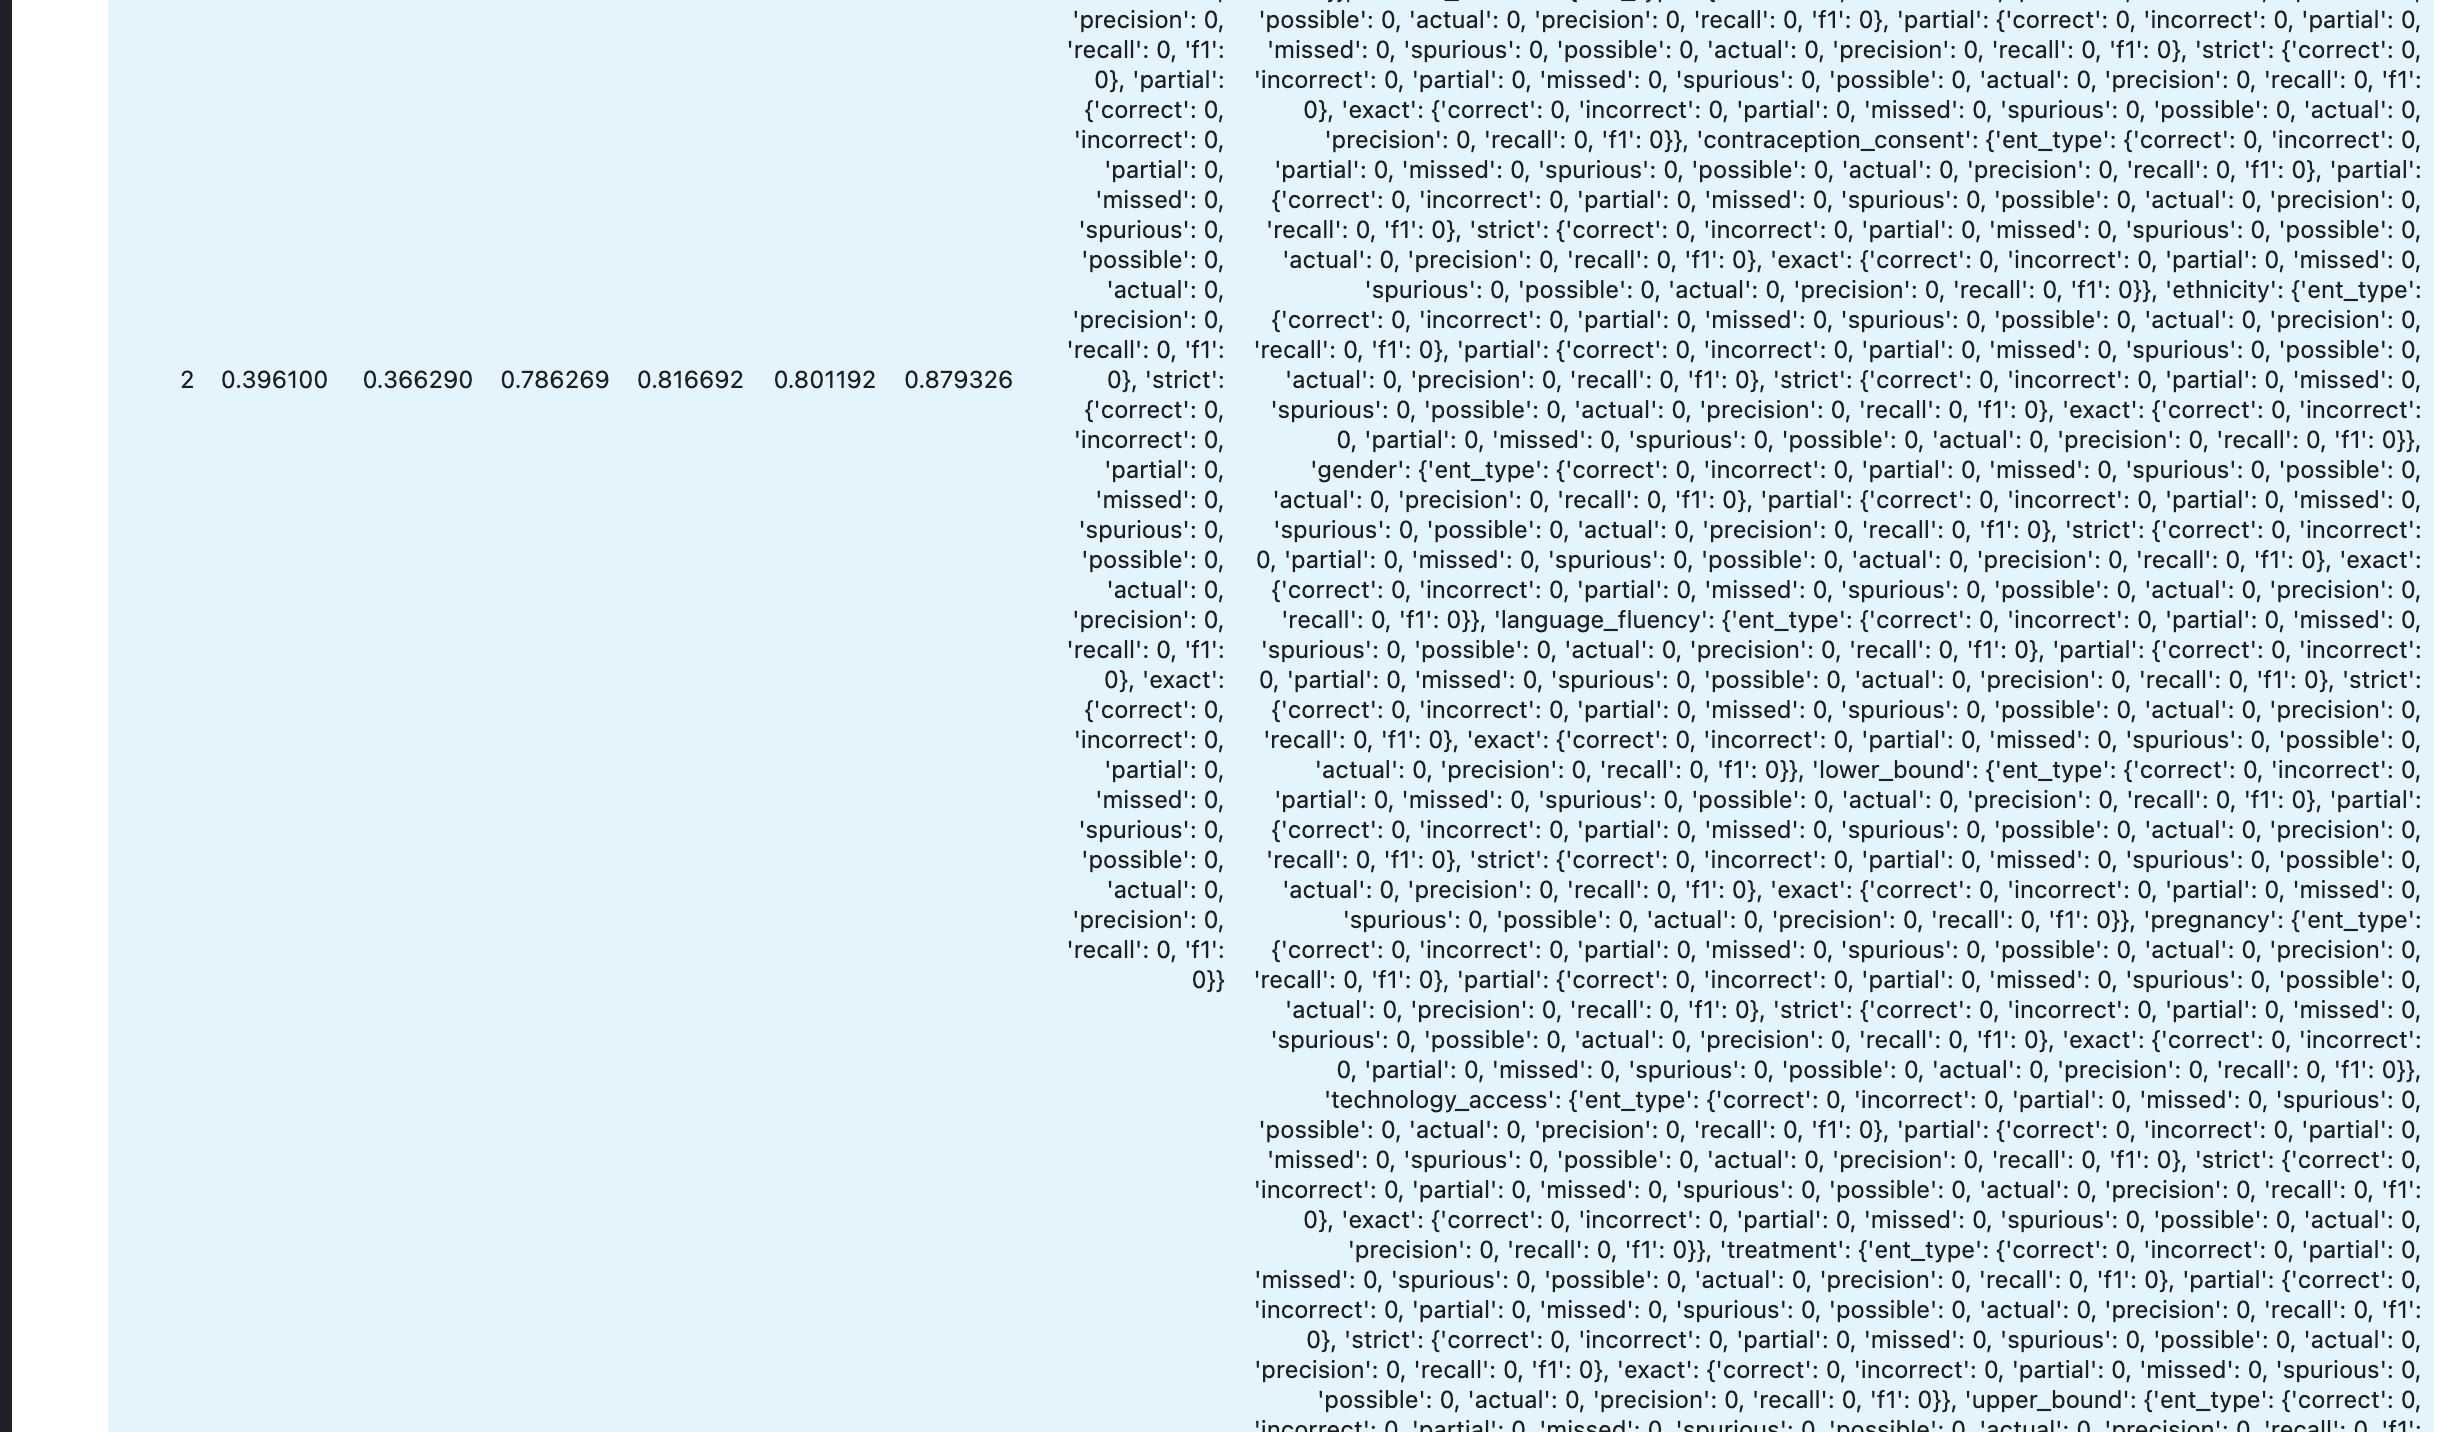 2 0.396100 0.366290 0.786269 0.816692 0.801192 0.879326
'precision': 0,
'recall': 0, 'f1':
0}, 'partial':
{'correct': 0,
'incorrect': 0,
'partial': 0,
'missed': 0,
'spurious': 0,
'possible': 0,
'actual': 0,
'precision': 0,
'recall': 0, 'f1':
0}, 'strict':
{'correct': 0,
'incorrect': 0,
'partial': 0,
'missed': 0,
'spurious': 0,
'possible': 0,
'actual': 0,
'precision': 0,
'recall': 0, 'f1':
0}, 'exact':
{'correct': 0,
'incorrect': 0,
'partial': 0,
'missed': 0,
'spurious': 0,
'possible': 0,
'actual': 0,
'precision': 0,
'recall': 0, 'f1':
0}}
'possible': 0, 'actual': 0, 'precision': 0, 'recall': 0, 'f1': 0}, 'partial': {'correct': 0, 'incorrect': 0, 'partial': 0,
'missed': 0, 'spurious': 0, 'possible': 0, 'actual': 0, 'precision': 0, 'recall': 0, 'f1': 0}, 'strict': {'correct': 0,
'incorrect': 0, 'partial': 0, 'missed': 0, 'spurious': 0, 'possible': 0, 'actual': 0, 'precision': 0, 'recall': 0, 'f1':
0}, 'exact': {'correct': 0, 'incorrect': 0, 'partial': 0, 'missed': 0, 'spurious': 0, 'possible': 0, 'actual': 0,
'precision': 0, 'recall': 0, 'f1': 0}}, 'contraception_consent': {'ent_type': {'correct': 0, 'incorrect': 0,
'partial': 0, 'missed': 0, 'spurious': 0, 'possible': 0, 'actual': 0, 'precision': 0, 'recall': 0, 'f1': 0}, 'partial':
{'correct': 0, 'incorrect': 0, 'partial': 0, 'missed': 0, 'spurious': 0, 'possible': 0, 'actual': 0, 'precision': 0,
'recall': 0, 'f1': 0}, 'strict': {'correct': 0, 'incorrect': 0, 'partial': 0, 'missed': 0, 'spurious': 0, 'possible': 0,
'actual': 0, 'precision': 0, 'recall': 0, 'f1': 0}, 'exact': {'correct': 0, 'incorrect': 0, 'partial': 0, 'missed': 0,
'spurious': 0, 'possible': 0, 'actual': 0, 'precision': 0, 'recall': 0, 'f1': 0}}, 'ethnicity': {'ent_type':
{'correct': 0, 'incorrect': 0, 'partial': 0, 'missed': 0, 'spurious': 0, 'possible': 0, 'actual': 0, 'precision': 0,
'recall': 0, 'f1': 0}, 'partial': {'correct': 0, 'incorrect': 0, 'partial': 0, 'missed': 0, 'spurious': 0, 'possible': 0,
'actual': 0, 'precision': 0, 'recall': 0, 'f1': 0}, 'strict': {'correct': 0, 'incorrect': 0, 'partial': 0, 'missed': 0,
'spurious': 0, 'possible': 0, 'actual': 0, 'precision': 0, 'recall': 0, 'f1': 0}, 'exact': {'correct': 0, 'incorrect':
0, 'partial': 0, 'missed': 0, 'spurious': 0, 'possible': 0, 'actual': 0, 'precision': 0, 'recall': 0, 'f1': 0}},
'gender': {'ent_type': {'correct': 0, 'incorrect': 0, 'partial': 0, 'missed': 0, 'spurious': 0, 'possible': 0,
'actual': 0, 'precision': 0, 'recall': 0, 'f1': 0}, 'partial': {'correct': 0, 'incorrect': 0, 'partial': 0, 'missed': 0,
'spurious': 0, 'possible': 0, 'actual': 0, 'precision': 0, 'recall': 0, 'f1': 0}, 'strict': {'correct': 0, 'incorrect':
0, 'partial': 0, 'missed': 0, 'spurious': 0, 'possible': 0, 'actual': 0, 'precision': 0, 'recall': 0, 'f1': 0}, 'exact':
{'correct': 0, 'incorrect': 0, 'partial': 0, 'missed': 0, 'spurious': 0, 'possible': 0, 'actual': 0, 'precision': 0,
'recall': 0, 'f1': 0}}, 'language_fluency': {'ent_type': {'correct': 0, 'incorrect': 0, 'partial': 0, 'missed': 0,
'spurious': 0, 'possible': 0, 'actual': 0, 'precision': 0, 'recall': 0, 'f1': 0}, 'partial': {'correct': 0, 'incorrect':
0, 'partial': 0, 'missed': 0, 'spurious': 0, 'possible': 0, 'actual': 0, 'precision': 0, 'recall': 0, 'f1': 0}, 'strict':
{'correct': 0, 'incorrect': 0, 'partial': 0, 'missed': 0, 'spurious': 0, 'possible': 0, 'actual': 0, 'precision': 0,
'recall': 0, 'f1': 0}, 'exact': {'correct': 0, 'incorrect': 0, 'partial': 0, 'missed': 0, 'spurious': 0, 'possible': 0,
'actual': 0, 'precision': 0, 'recall': 0, 'f1': 0}}, 'lower_bound': {'ent_type': {'correct': 0, 'incorrect': 0,
'partial': 0, 'missed': 0, 'spurious': 0, 'possible': 0, 'actual': 0, 'precision': 0, 'recall': 0, 'f1': 0}, 'partial':
{'correct': 0, 'incorrect': 0, 'partial': 0, 'missed': 0, 'spurious': 0, 'possible': 0, 'actual': 0, 'precision': 0,
'recall': 0, 'f1': 0}, 'strict': {'correct': 0, 'incorrect': 0, 'partial': 0, 'missed': 0, 'spurious': 0, 'possible': 0,
'actual': 0, 'precision': 0, 'recall': 0, 'f1': 0}, 'exact': {'correct': 0, 'incorrect': 0, 'partial': 0, 'missed': 0,
'spurious': 0, 'possible': 0, 'actual': 0, 'precision': 0, 'recall': 0, 'f1': 0}}, 'pregnancy': {'ent_type':
{'correct': 0, 'incorrect': 0, 'partial': 0, 'missed': 0, 'spurious': 0, 'possible': 0, 'actual': 0, 'precision': 0,
'recall': 0, 'f1': 0}, 'partial': {'correct': 0, 'incorrect': 0, 'partial': 0, 'missed': 0, 'spurious': 0, 'possible': 0,
'actual': 0, 'precision': 0, 'recall': 0, 'f1': 0}, 'strict': {'correct': 0, 'incorrect': 0, 'partial': 0, 'missed': 0,
'spurious': 0, 'possible': 0, 'actual': 0, 'precision': 0, 'recall': 0, 'f1': 0}, 'exact': {'correct': 0, 'incorrect':
0, 'partial': 0, 'missed': 0, 'spurious': 0, 'possible': 0, 'actual': 0, 'precision': 0, 'recall': 0, 'f1': 0}},
'technology_access': {'ent_type': {'correct': 0, 'incorrect': 0, 'partial': 0, 'missed': 0, 'spurious': 0,
'possible': 0, 'actual': 0, 'precision': 0, 'recall': 0, 'f1': 0}, 'partial': {'correct': 0, 'incorrect': 0, 'partial': 0,
'missed': 0, 'spurious': 0, 'possible': 0, 'actual': 0, 'precision': 0, 'recall': 0, 'f1': 0}, 'strict': {'correct': 0,
'incorrect': 0, 'partial': 0, 'missed': 0, 'spurious': 0, 'possible': 0, 'actual': 0, 'precision': 0, 'recall': 0, 'f1':
0}, 'exact': {'correct': 0, 'incorrect': 0, 'partial': 0, 'missed': 0, 'spurious': 0, 'possible': 0, 'actual': 0,
'precision': 0, 'recall': 0, 'f1': 0}}, 'treatment': {'ent_type': {'correct': 0, 'incorrect': 0, 'partial': 0,
'missed': 0, 'spurious': 0, 'possible': 0, 'actual': 0, 'precision': 0, 'recall': 0, 'f1': 0}, 'partial': {'correct': 0,
'incorrect': 0, 'partial': 0, 'missed': 0, 'spurious': 0, 'possible': 0, 'actual': 0, 'precision': 0, 'recall': 0, 'f1':
0}, 'strict': {'correct': 0, 'incorrect': 0, 'partial': 0, 'missed': 0, 'spurious': 0, 'possible': 0, 'actual': 0,
'precision': 0, 'recall': 0, 'f1': 0}, 'exact': {'correct': 0, 'incorrect': 0, 'partial': 0, 'missed': 0, 'spurious': 0,
'possible': 0, 'actual': 0, 'precision': 0, 'recall': 0, 'f1': 0}}, 'upper_bound': {'ent_type': {'correct': 0,
'incorrect': 0, 'partial': 0, 'missed': 0, 'spurious': 0, 'possible': 0, 'actual': 0, 'precision': 0, 'recall': 0, 'f1':